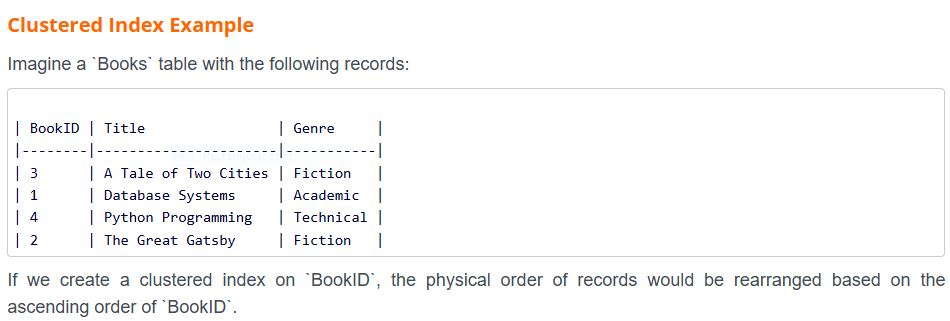 Clustered Index Example
Imagine a `Books` table with the following records:
| BookID | Title                | Genre     |
|--------|----------------------|-----------|
| 3      | A Tale of Two Cities | Fiction   |
| 1      | Database Systems     | Academic  |
| 4      | Python Programming   | Technical |
| 2      | The Great Gatsby     | Fiction   |
If we create a clustered index on `BookID`, the physical order of records would be rearranged based on the
ascending order of `BookID`.